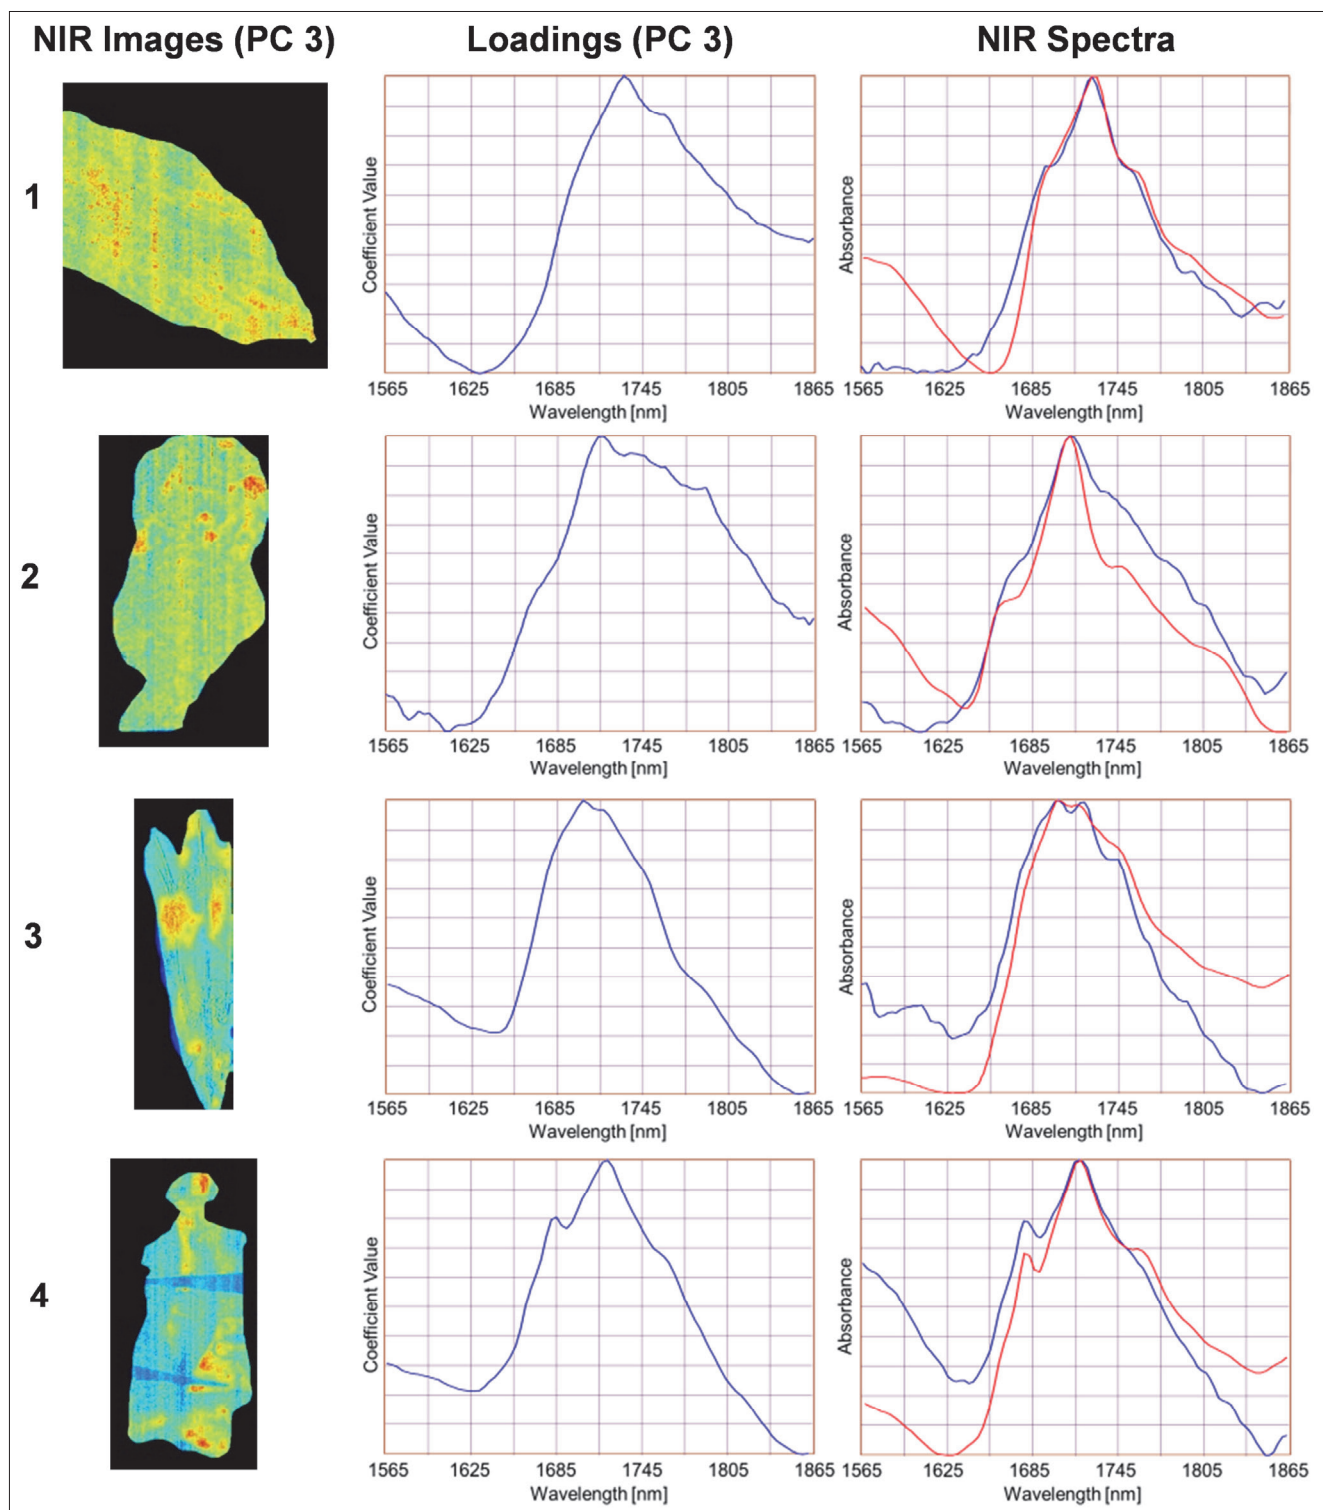 NIR Images (PC 3) Loadings (PC 3) NIR Spectra
1
Coefficient Value
Absorbance
1565 1625 1685 1745 1805 1865
Wavelength [nm]
1565 1625 1685 1745 1805 1865
Wavelength [nm]
2
Coefficient Value
Absorbance
1565 1625 1685 1745 1805 1865
Wavelength [nm]
1565 1625 1685 1745 1805 1865
Wavelength [nm]
3
Coefficient Value
Absorbance
1565 1625 1685 1745 1805 1865
Wavelength [nm]
1565 1625 1685 1745 1805 1865
Wavelength [nm]
4
Coefficient Value
Absorbance
1565 1625 1685 1745 1805 1865
Wavelength [nm]
1565 1625 1685 1745 1805 1865
Wavelength [nm]